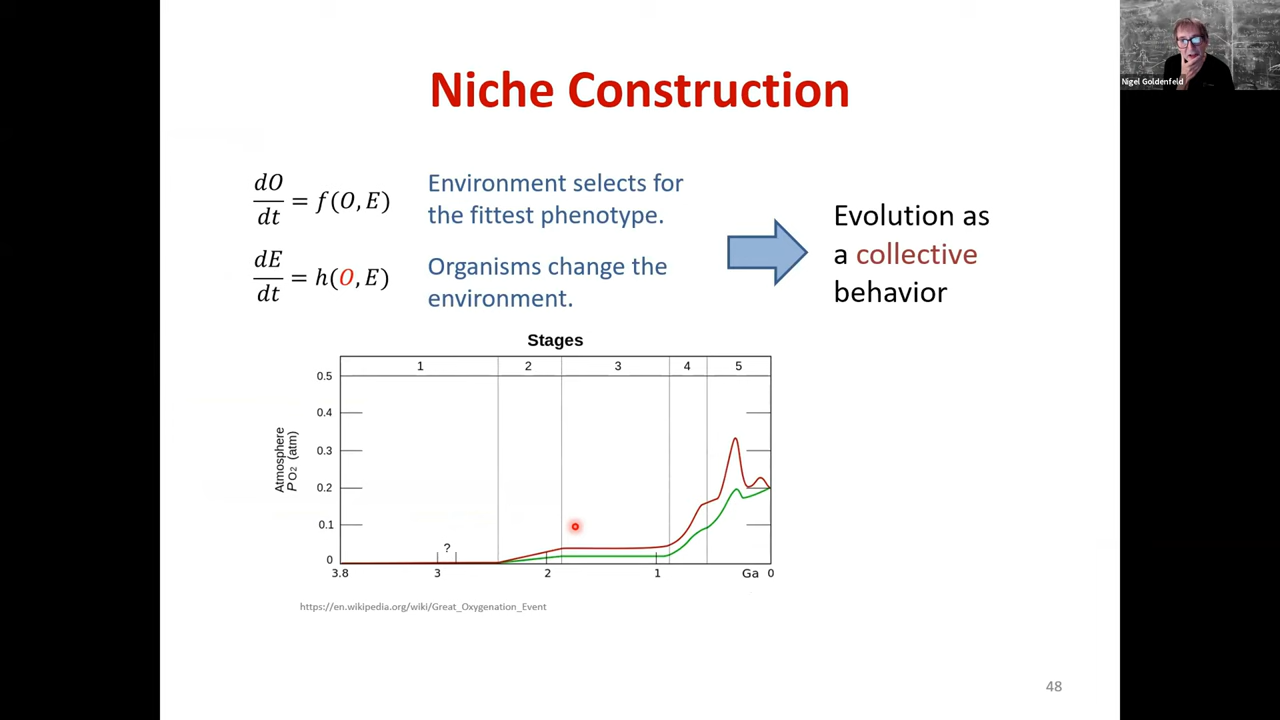 Nigel Goldenfeld
Niche Construction
dO/dt = f(O, E)
Environment selects for
the fittest phenotype.
dE/dt = h(O, E)
Organisms change the
environment.
Evolution as
a collective
behavior
Stages
1 2 3 4 5
0.5
0.4
0.3
0.2
0.1
0
Atmosphere
P O2 (atm)
?
3.8 3 2 1 Ga 0
https://en.wikipedia.org/wiki/Great_Oxygenation_Event
48